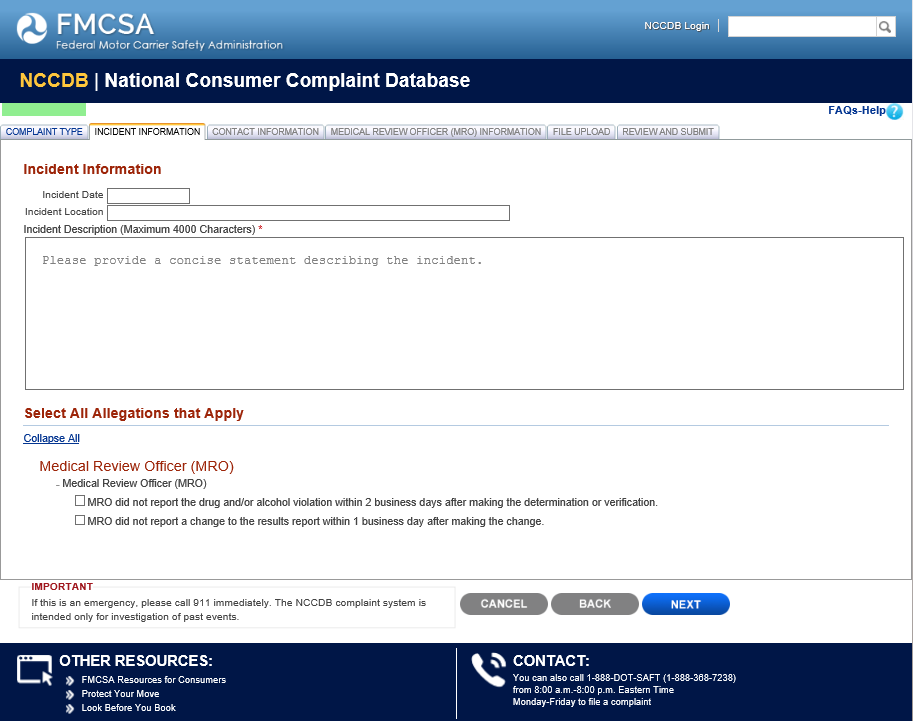 FMCSA
Federal Motor Carrier Safety Administration
NCCDB Login
NCCDB | National Consumer Complaint Database
FAQs-Help ?
COMPLAINT TYPE
INCIDENT INFORMATION
CONTACT INFORMATION
MEDICAL REVIEW OFFICER (MRO) INFORMATION
FILE UPLOAD
REVIEW AND SUBMIT
Incident Information
Incident Date
Incident Location
Incident Description (Maximum 4000 Characters) *
Please provide a concise statement describing the incident.
Select All Allegations that Apply
Collapse All
Medical Review Officer (MRO)
- Medical Review Officer (MRO)
MRO did not report the drug and/or alcohol violation within 2 business days after making the determination or verification.
MRO did not report a change to the results report within 1 business day after making the change.
IMPORTANT
If this is an emergency, please call 911 immediately. The NCCDB complaint system is
intended only for investigation of past events.
CANCEL
BACK
NEXT
OTHER RESOURCES:
FMCSA Resources for Consumers
Protect Your Move
Look Before You Book
CONTACT:
You can also call 1-888-DOT-SAFT (1-888-368-7238)
from 8:00 a.m.-8:00 p.m. Eastern Time
Monday-Friday to file a complaint